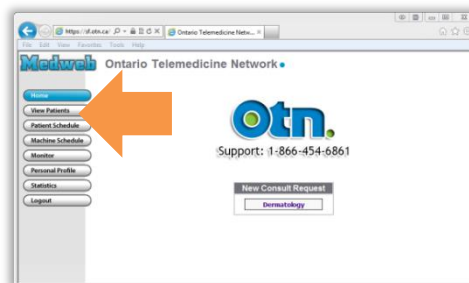 https://sf.otn.ca/
Ontario Telemedicine Netw...
File Edit View Favorites Tools Help
Medweb Ontario Telemedicine Network
Home
View Patients
Patient Schedule
Machine Schedule
Monitor
Personal Profile
Statistics
Logout
otn.
Support: 1-866-454-6861
New Consult Request
Dermatology